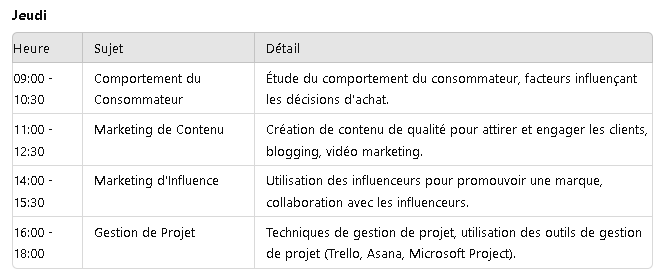 Jeudi
Heure Sujet Détail
09:00 - Comportement du Étude du comportement du consommateur, facteurs influençant
10:30 Consommateur les décisions d'achat.
11:00 - Marketing de Contenu Création de contenu de qualité pour attirer et engager les clients,
12:30 blogging, vidéo marketing.
14:00 - Marketing d'Influence Utilisation des influenceurs pour promouvoir une marque,
15:30 collaboration avec les influenceurs.
16:00 - Gestion de Projet Techniques de gestion de projet, utilisation des outils de gestion
18:00 de projet (Trello, Asana, Microsoft Project).